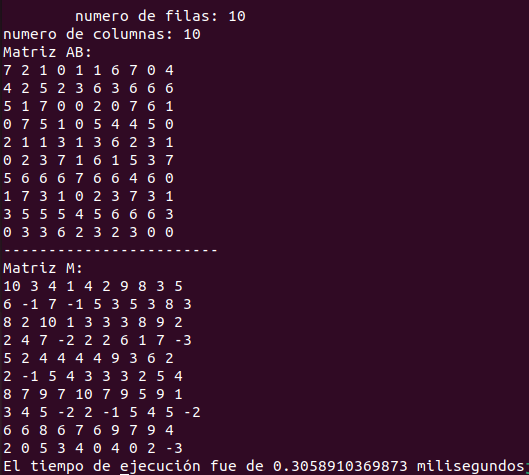 numero de filas: 10
numero de columnas: 10
Matriz AB:
7 2 1 0 1 1 6 7 0 4
4 2 5 2 3 6 3 6 6 6
5 1 7 0 0 2 0 7 6 1
0 7 5 1 0 5 4 4 5 0
2 1 1 3 1 3 6 2 3 1
0 2 3 7 1 6 1 5 3 7
5 6 6 6 7 6 6 4 6 0
1 7 3 1 0 2 3 7 3 1
3 5 5 5 4 5 6 6 6 3
0 3 3 6 2 3 2 3 0 0
------------------------
Matriz M:
10 3 4 1 4 2 9 8 3 5
6 -1 7 -1 5 3 5 3 8 3
8 2 10 1 3 3 3 8 9 2
2 4 7 -2 2 2 6 1 7 -3
5 2 4 4 4 4 9 3 6 2
2 -1 5 4 3 3 3 2 5 4
8 7 9 7 10 7 9 5 9 1
3 4 5 -2 2 -1 5 4 5 -2
6 6 8 6 7 6 9 7 9 4
2 0 5 3 4 0 4 0 2 -3
El tiempo de ejecución fue de 0.3058910369873 milisegundos